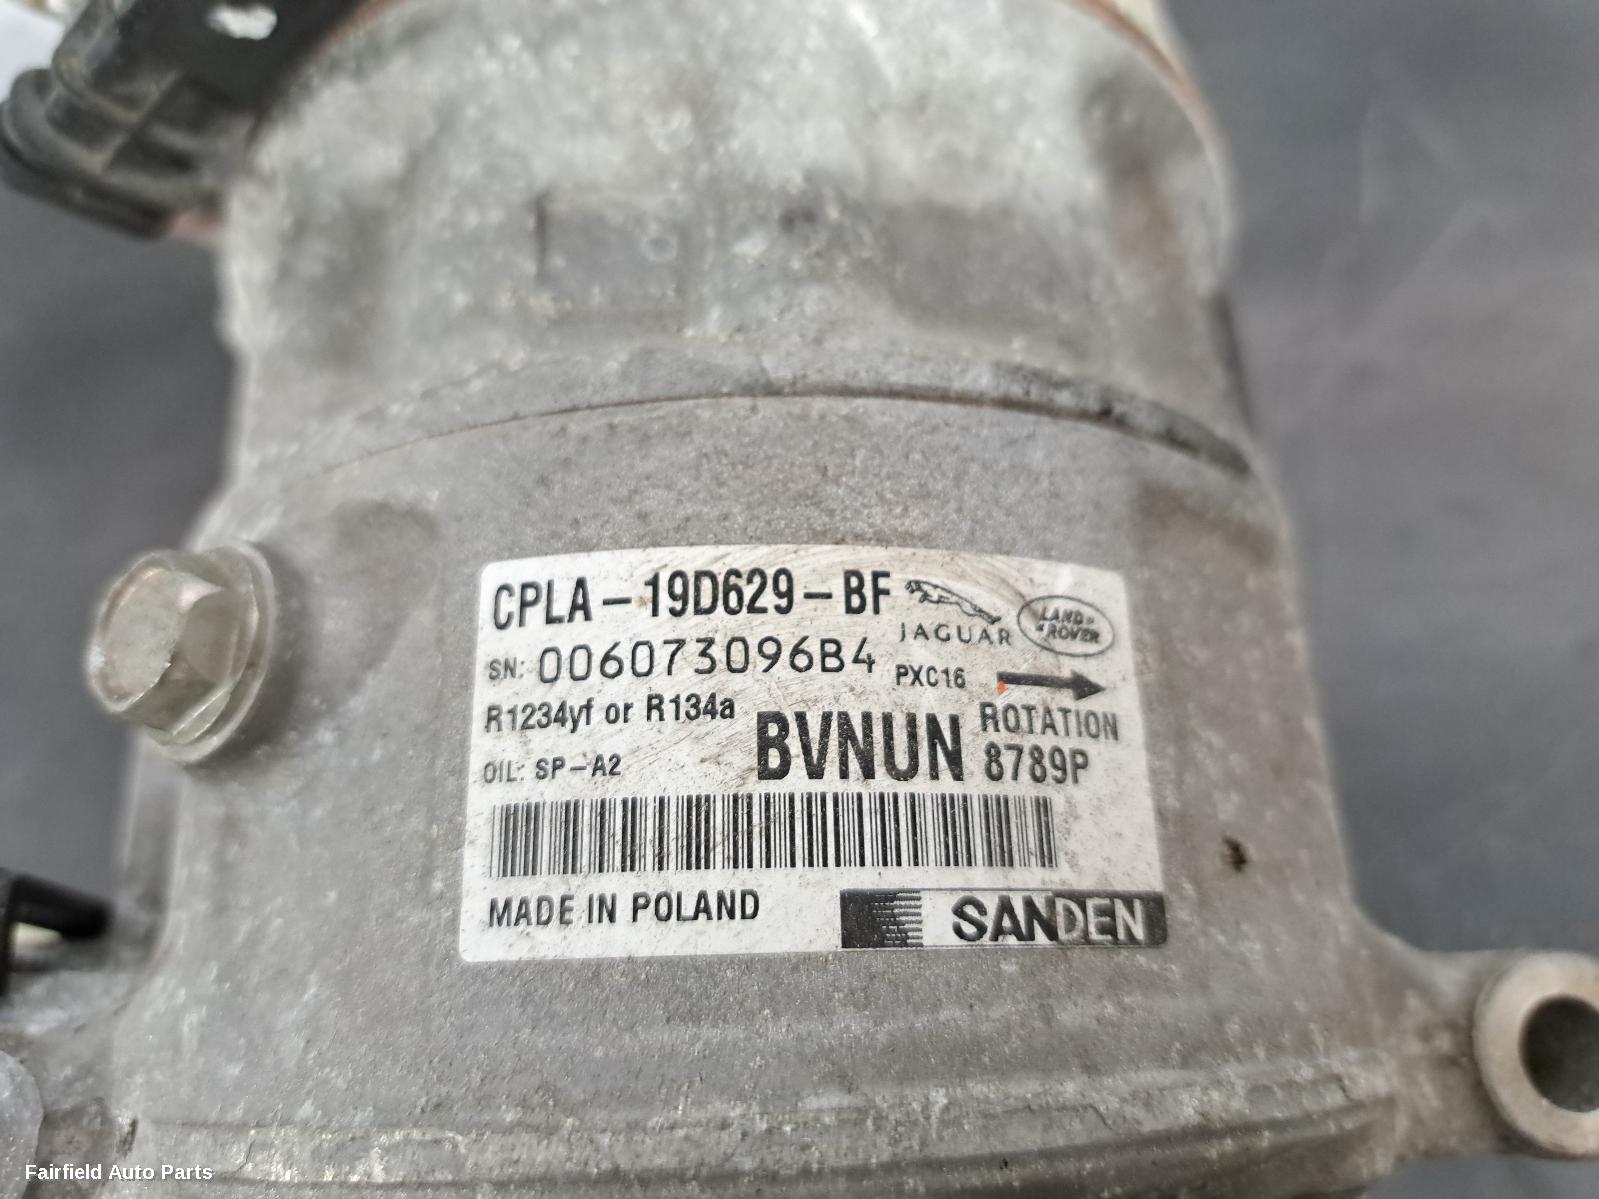 CPLA-19D629-BF
JAGUAR
LAND ROVER
SN: 006073096B4
PXC16
R1234yf or R134a
BVNUN
ROTATION
OIL: SP-A2
8789P
MADE IN POLAND
SANDEN
Fairfield Auto Parts